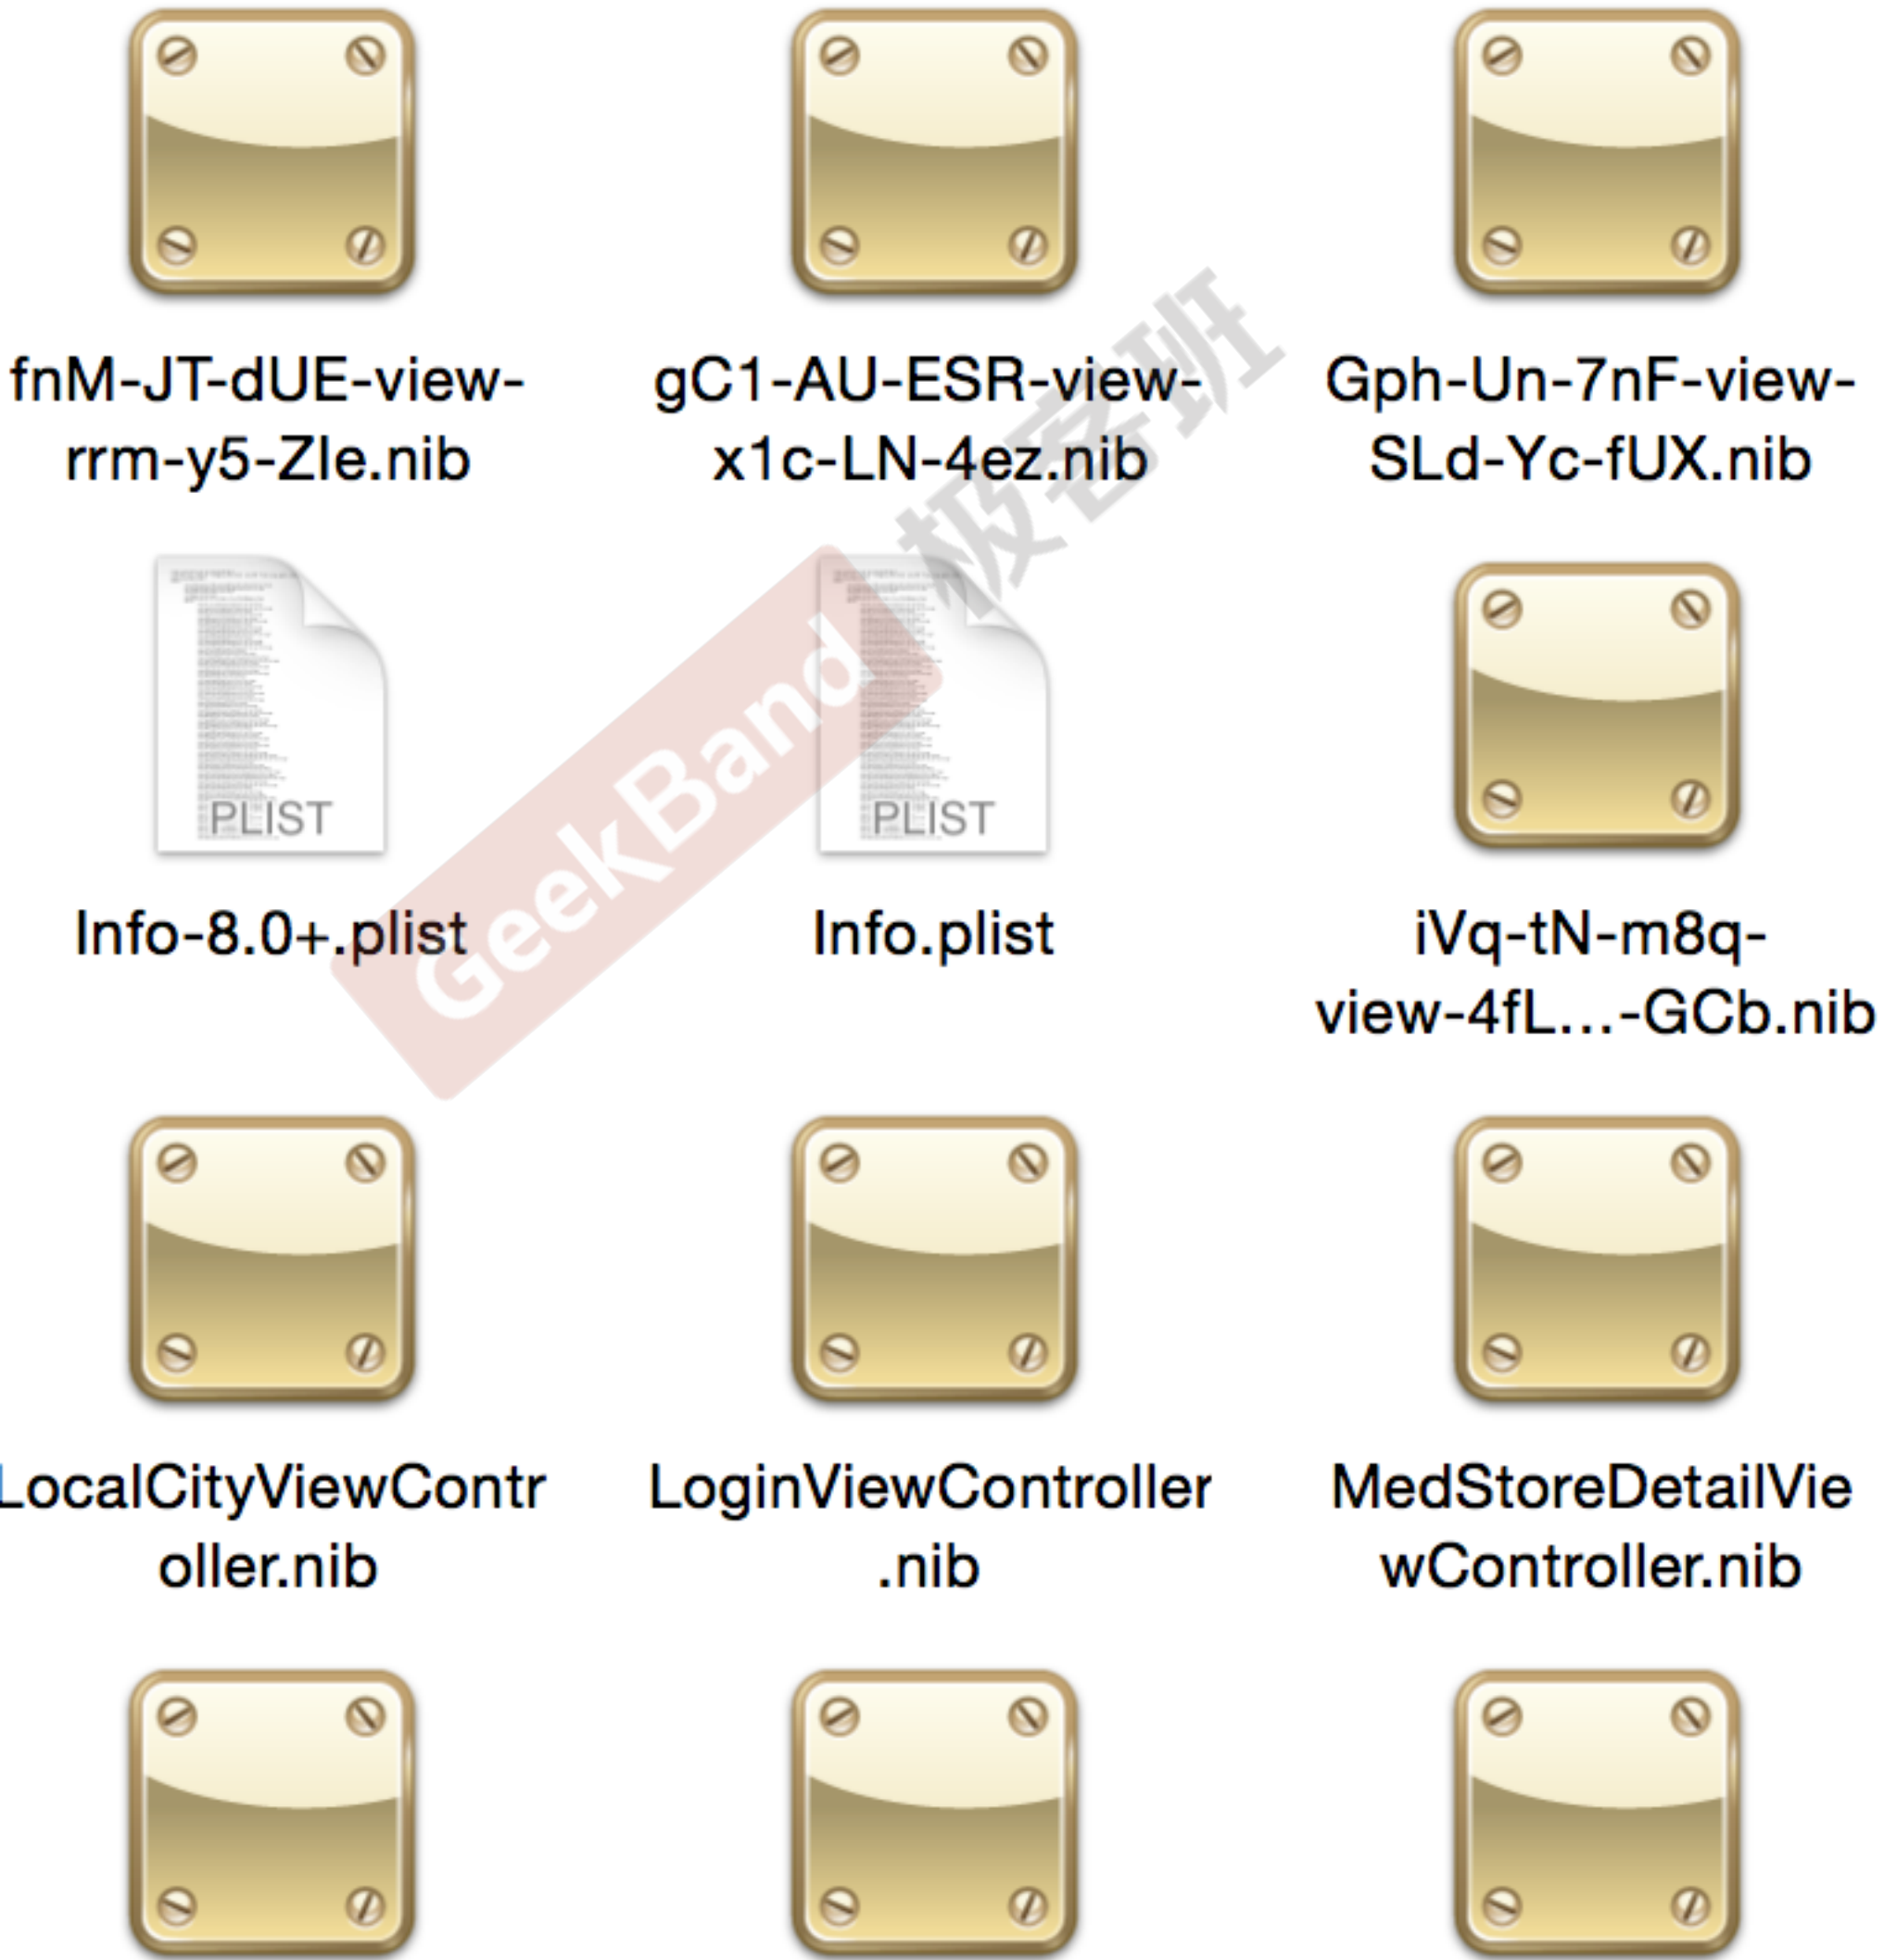 fnM-JT-dUE-view-
rrm-y5-Zle.nib
gC1-AU-ESR-view-
x1c-LN-4ez.nib
Gph-Un-7nF-view-
SLd-Yc-fUX.nib
PLIST
Info-8.0+.plist
PLIST
Info.plist
iVq-tN-m8q-
view-4fL...-GCb.nib
GeekBand 极客班
LocalCityViewContr
oller.nib
LoginViewController
.nib
MedStoreDetailVie
wController.nib